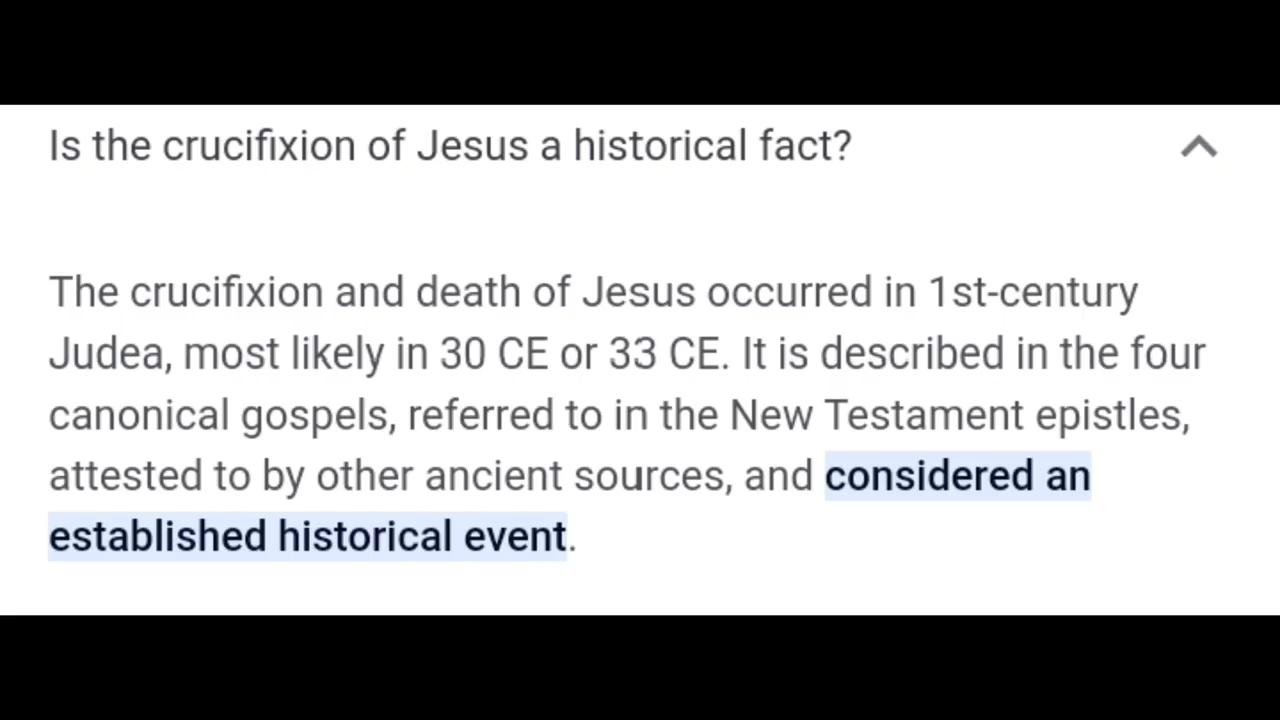 Is the crucifixion of Jesus a historical fact?
The crucifixion and death of Jesus occurred in 1st-century
Judea, most likely in 30 CE or 33 CE. It is described in the four
canonical gospels, referred to in the New Testament epistles,
attested to by other ancient sources, and considered an
established historical event.